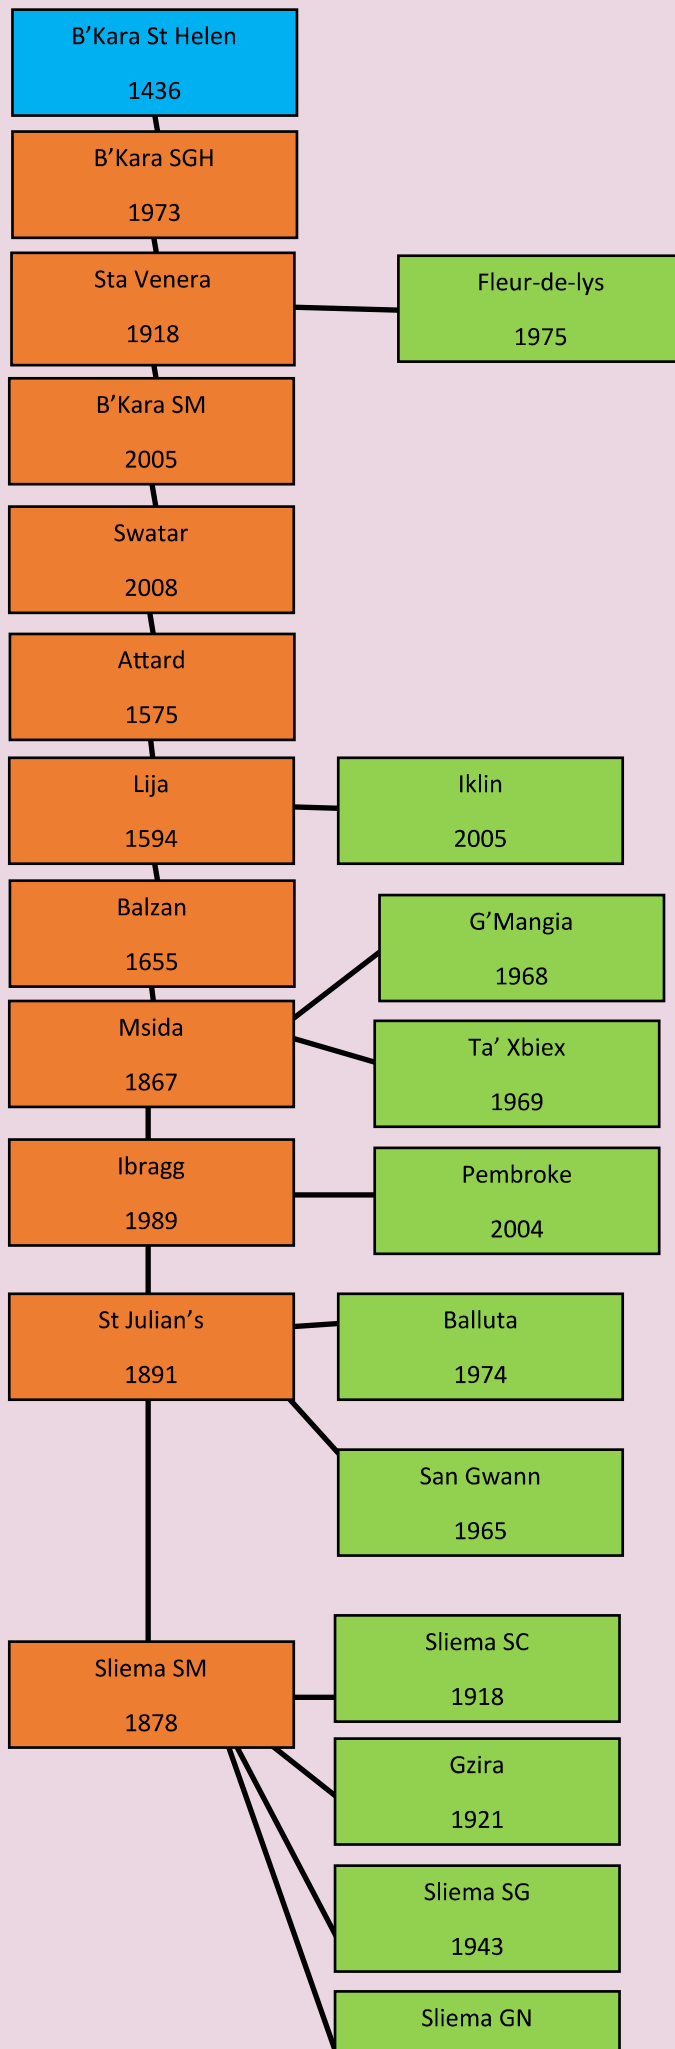 B’Kara St Helen
1436
B’Kara SGH
1973
Sta Venera
1918
Fleur-de-lys
1975
B’Kara SM
2005
Swatar
2008
Attard
1575
Lija
1594
Iklin
2005
Balzan
1655
G’Mangia
1968
Msida
1867
Ta’ Xbiex
1969
Ibragg
1989
Pembroke
2004
St Julian’s
1891
Balluta
1974
San Gwann
1965
Sliema SM
1878
Sliema SC
1918
Gzira
1921
Sliema SG
1943
Sliema GN